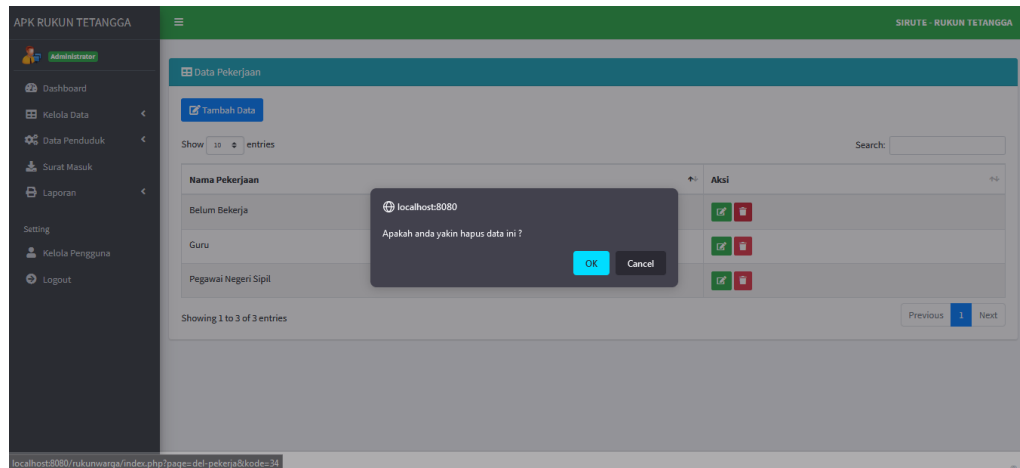 APK RUKUN TETANGGA
SIRUTE - RUKUN TETANGGA
Administrator
Dashboard
Kelola Data
Data Penduduk
Surat Masuk
Laporan
Setting
Kelola Pengguna
Logout
Data Pekerjaan
Tambah Data
Show 10 entries
Search:
Nama Pekerjaan Aksi
Belum Bekerja
Guru
Pegawai Negeri Sipil
Showing 1 to 3 of 3 entries
Previous 1 Next
localhost:8080
Apakah anda yakin hapus data ini ?
OK Cancel
localhost:8080/rukunwarga/index.php?page=del-pekerja&kode=34